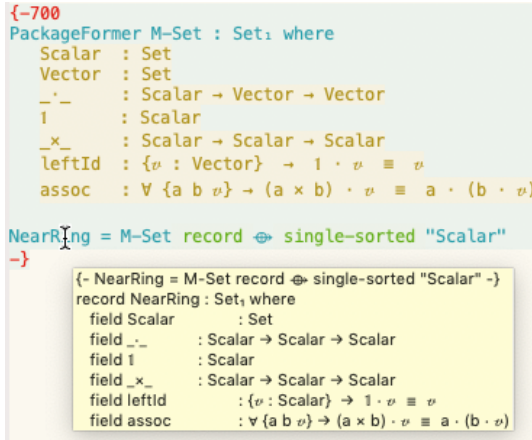 {-700
PackageFormer M-Set : Set₁ where
Scalar : Set
Vector : Set
_·_ : Scalar → Vector → Vector
1 : Scalar
_×_ : Scalar → Scalar → Scalar
leftId : {𝓋 : Vector} → 1 · 𝓋 ≡ 𝓋
assoc : ∀ {a b 𝓋} → (a × b) · 𝓋 ≡ a · (b · 𝓋)
NearRing = M-Set record ⟴ single-sorted "Scalar"
-}
{- NearRing = M-Set record ⟴ single-sorted "Scalar" -}
record NearRing : Set₁ where
field Scalar : Set
field _·_ : Scalar → Scalar → Scalar
field 1 : Scalar
field _×_ : Scalar → Scalar → Scalar
field leftId : {𝓋 : Scalar} → 1 · 𝓋 ≡ 𝓋
field assoc : ∀ {a b 𝓋} → (a × b) · 𝓋 ≡ a · (b · 𝓋)